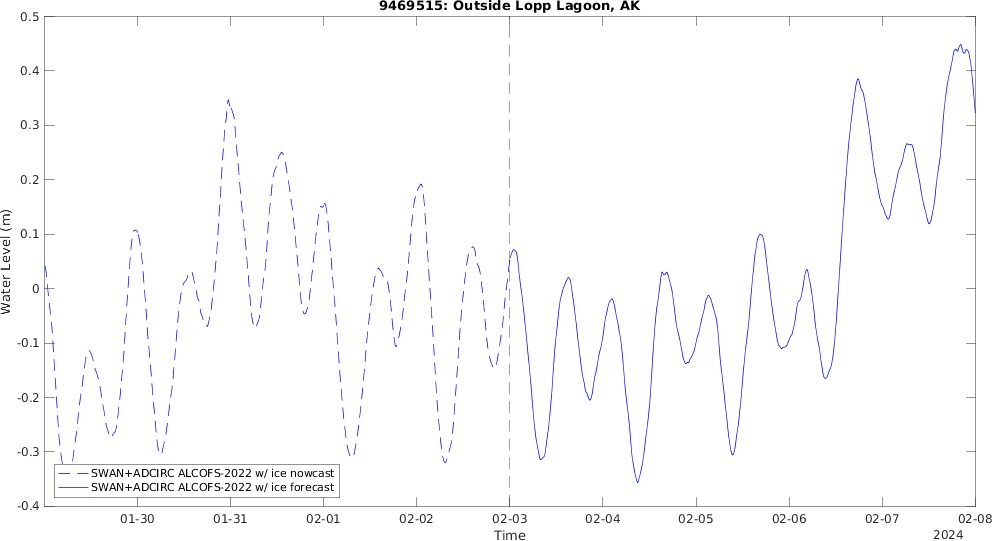 9469515: Outside Lopp Lagoon, AK
Water Level (m)
0.5
0.4
0.3
0.2
0.1
0
-0.1
-0.2
-0.3
-0.4
SWAN+ADCIRC ALCOFS-2022 w/ ice nowcast
SWAN+ADCIRC ALCOFS-2022 w/ ice forecast
01-30 01-31 02-01 02-02 02-03 02-04 02-05 02-06 02-07 02-08
Time
2024